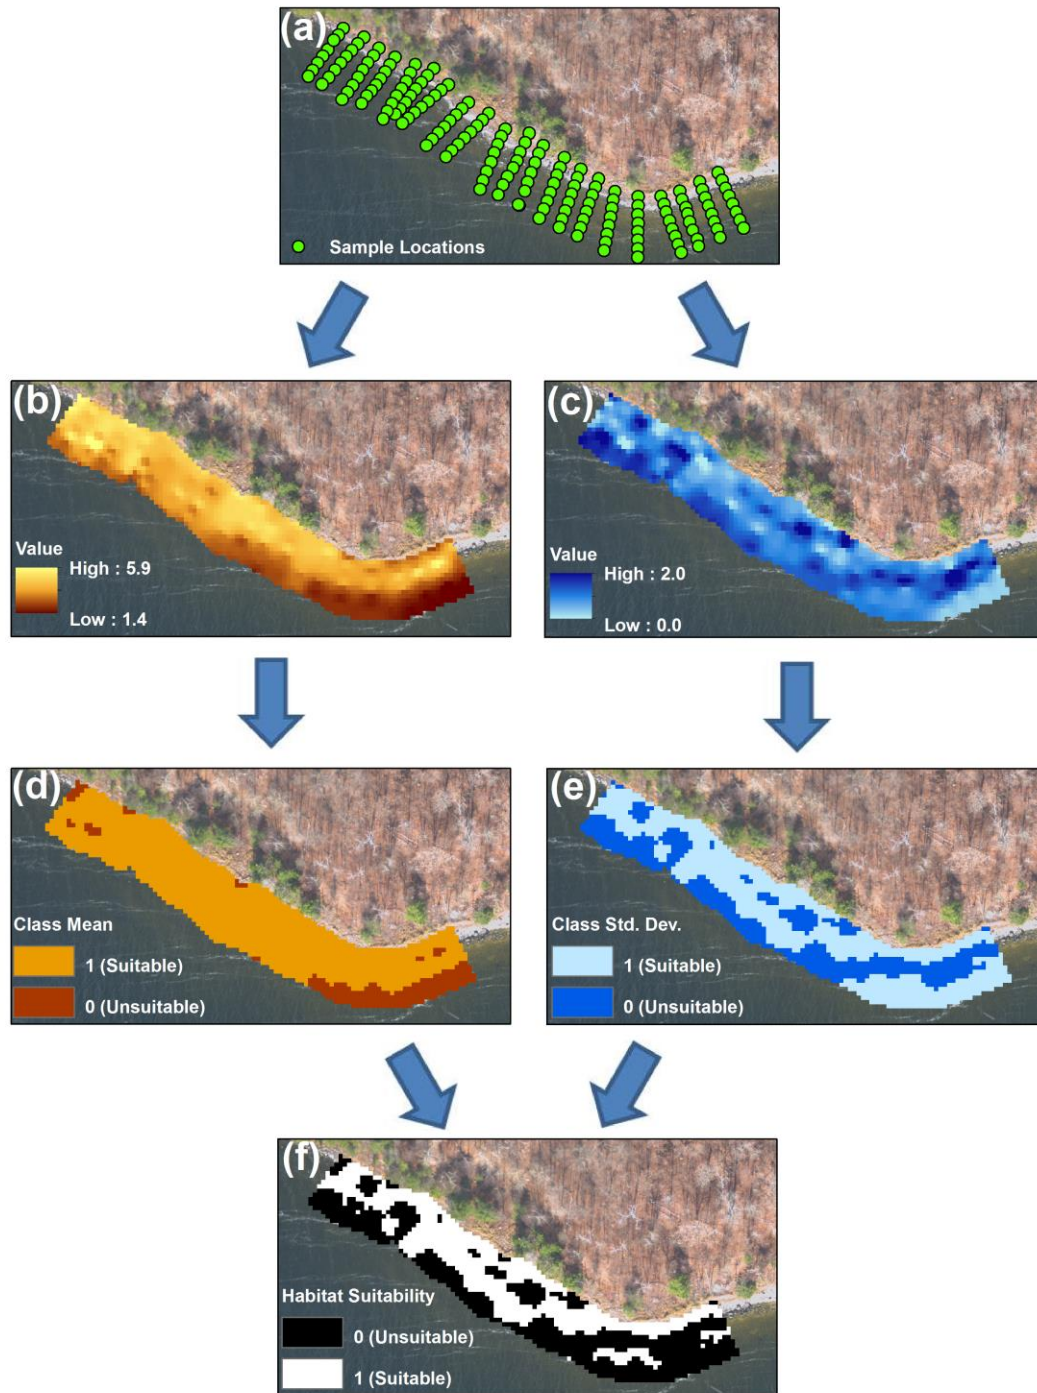 (a)
Sample Locations
(b)
Value
High : 5.9
Low : 1.4
(c)
Value
High : 2.0
Low : 0.0
(d)
Class Mean
1 (Suitable)
0 (Unsuitable)
(e)
Class Std. Dev.
1 (Suitable)
0 (Unsuitable)
(f)
Habitat Suitability
0 (Unsuitable)
1 (Suitable)